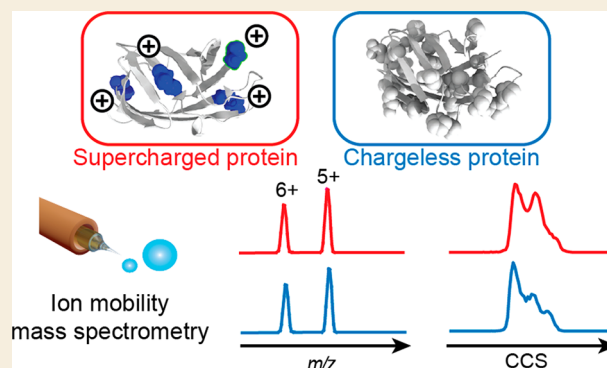 +
+
+
+
Supercharged protein
Chargeless protein
6+
5+
Ion mobility
mass spectrometry
m/z
CCS